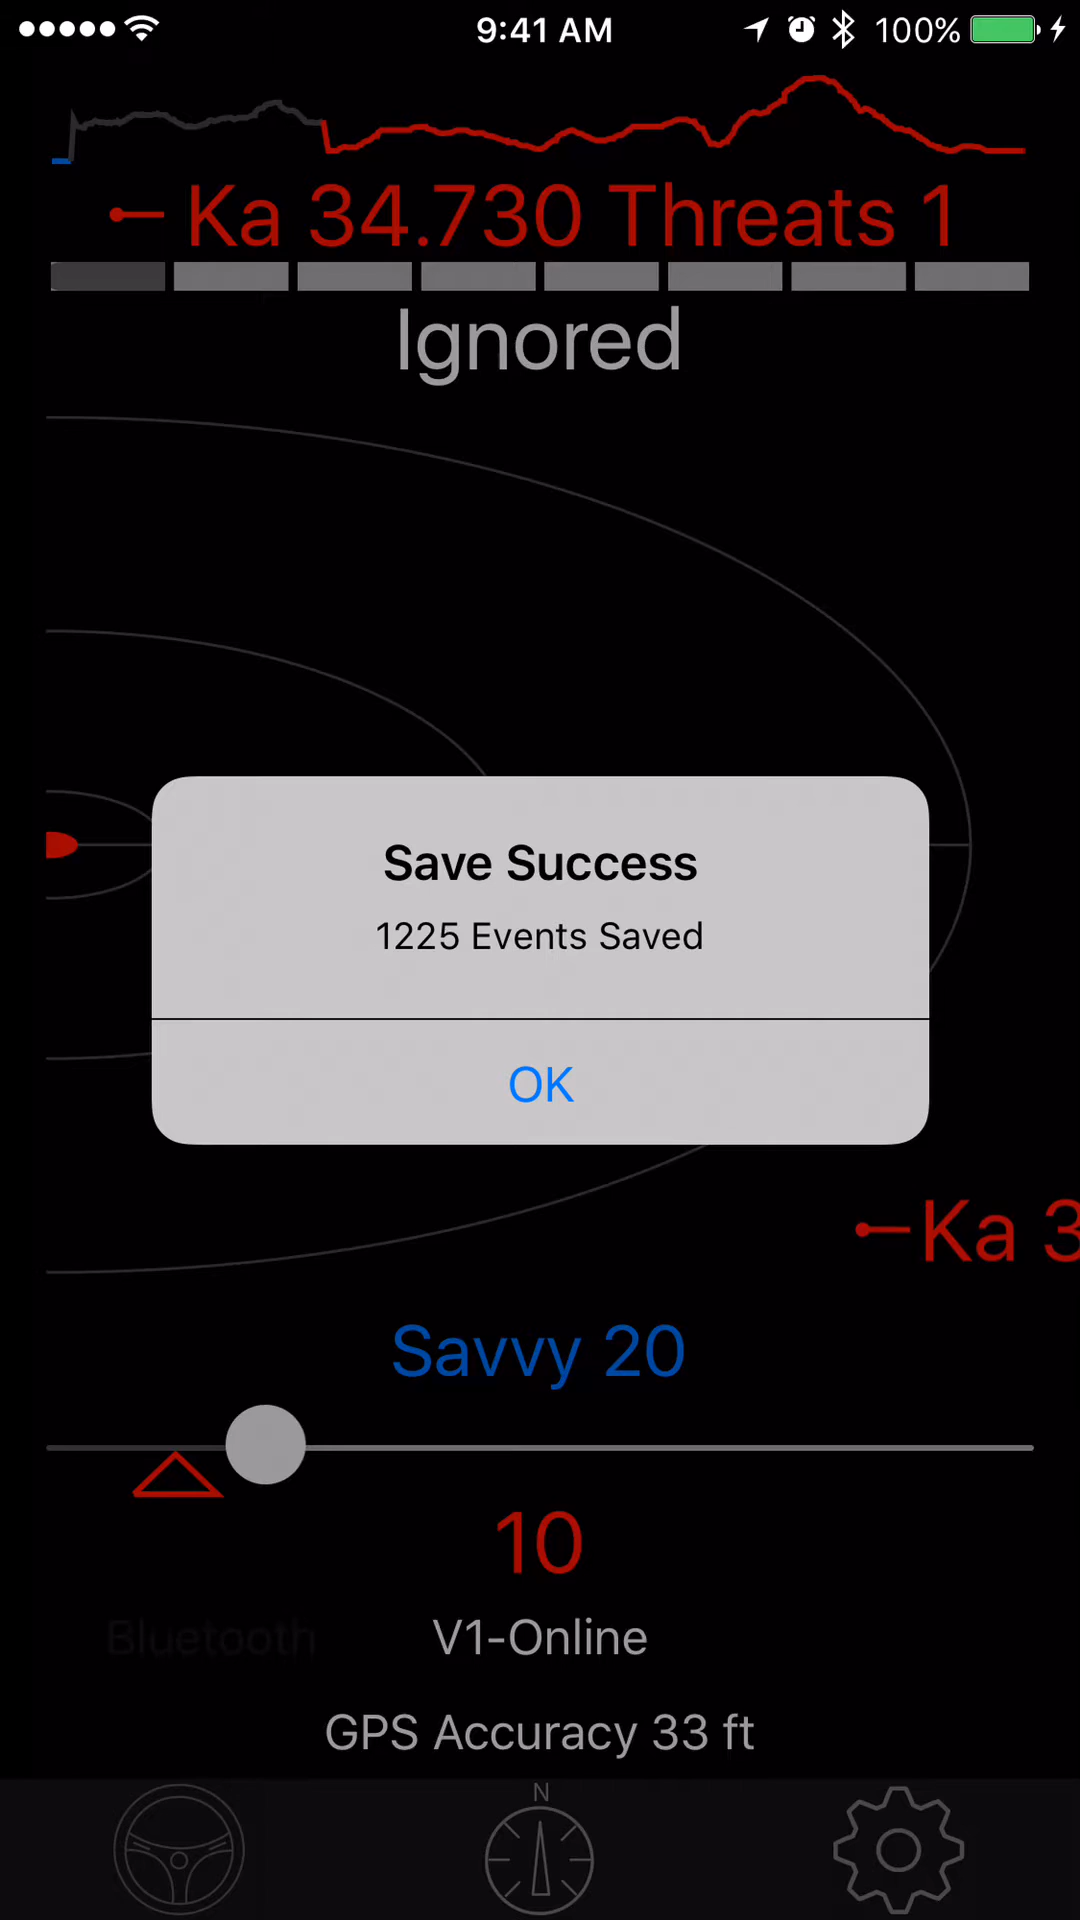 9:41 AM 100%
Ka 34.730 Threats 1
Ignored
Save Success
1225 Events Saved
OK
Ka 3
Savvy 20
10
Bluetooth V1-Online
GPS Accuracy 33 ft
N